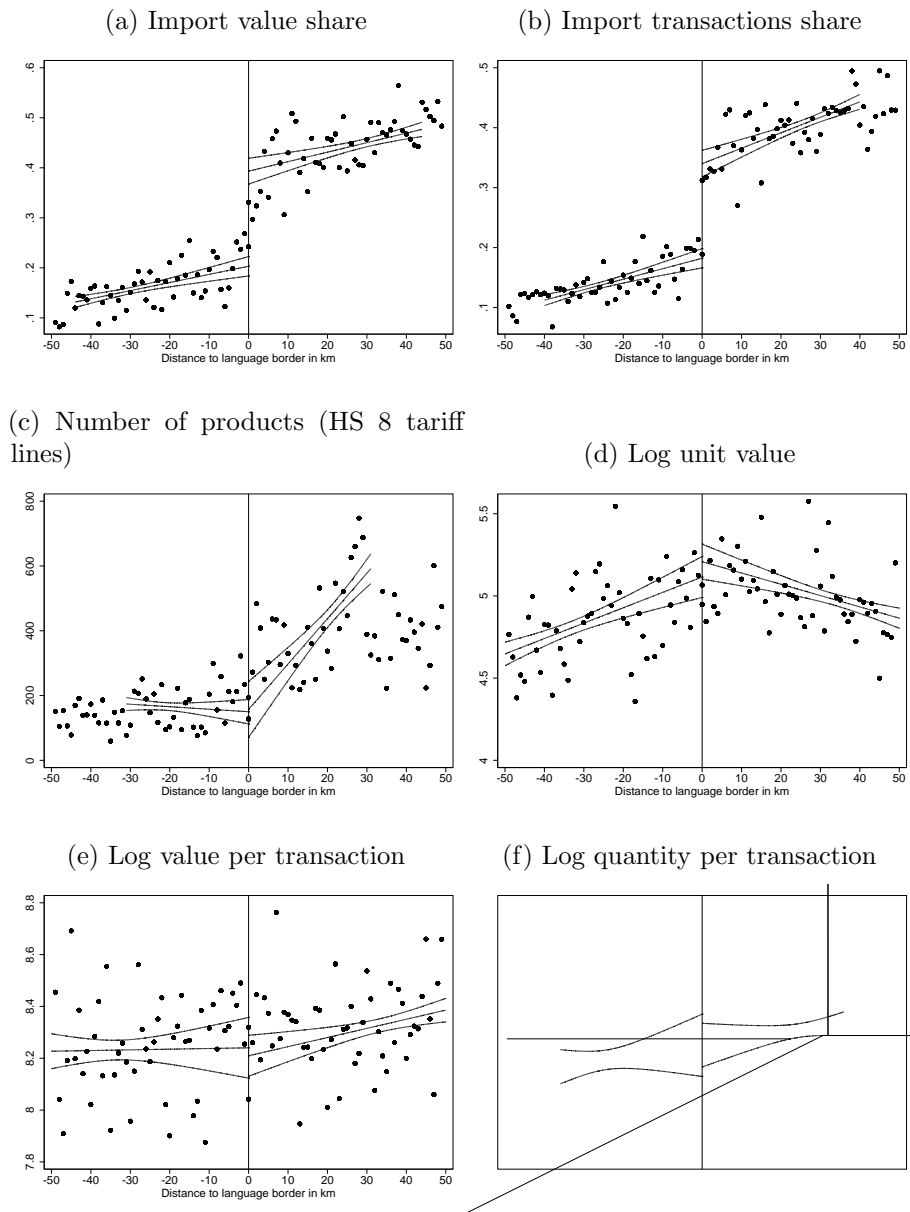 (a) Import value share
(b) Import transactions share
.6
.5
.4
.3
.2
.1
-50 -40 -30 -20 -10 0 10 20 30 40 50
Distance to language border in km
.5
.4
.3
.2
.1
-50 -40 -30 -20 -10 0 10 20 30 40 50
Distance to language border in km
(c) Number of products (HS 8 tariff
lines)
(d) Log unit value
800
600
400
200
0
-50 -40 -30 -20 -10 0 10 20 30 40 50
Distance to language border in km
5.5
5
4.5
4
-50 -40 -30 -20 -10 0 10 20 30 40 50
Distance to language border in km
(e) Log value per transaction
(f) Log quantity per transaction
8.8
8.6
8.4
8.2
8
7.8
-50 -40 -30 -20 -10 0 10 20 30 40 50
Distance to language border in km